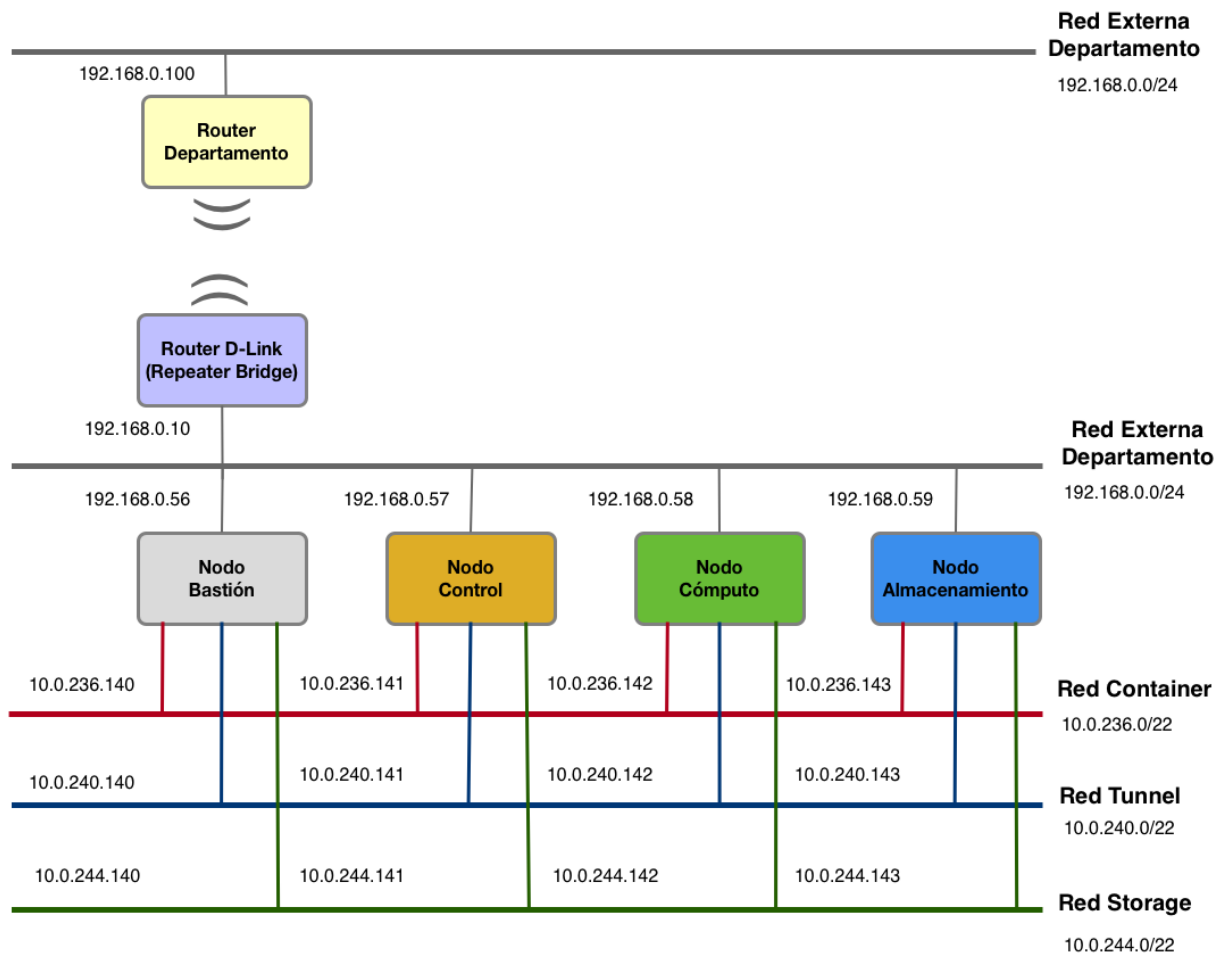 Red Externa
Departamento
192.168.0.0/24
192.168.0.100
Router
Departamento
Router D-Link
(Repeater Bridge)
192.168.0.10
Red Externa
Departamento
192.168.0.0/24
192.168.0.56
192.168.0.57
192.168.0.58
192.168.0.59
Nodo
Bastión
Nodo
Control
Nodo
Cómputo
Nodo
Almacenamiento
10.0.236.140
10.0.236.141
10.0.236.142
10.0.236.143
Red Container
10.0.236.0/22
10.0.240.140
10.0.240.141
10.0.240.142
10.0.240.143
Red Tunnel
10.0.240.0/22
10.0.244.140
10.0.244.141
10.0.244.142
10.0.244.143
Red Storage
10.0.244.0/22